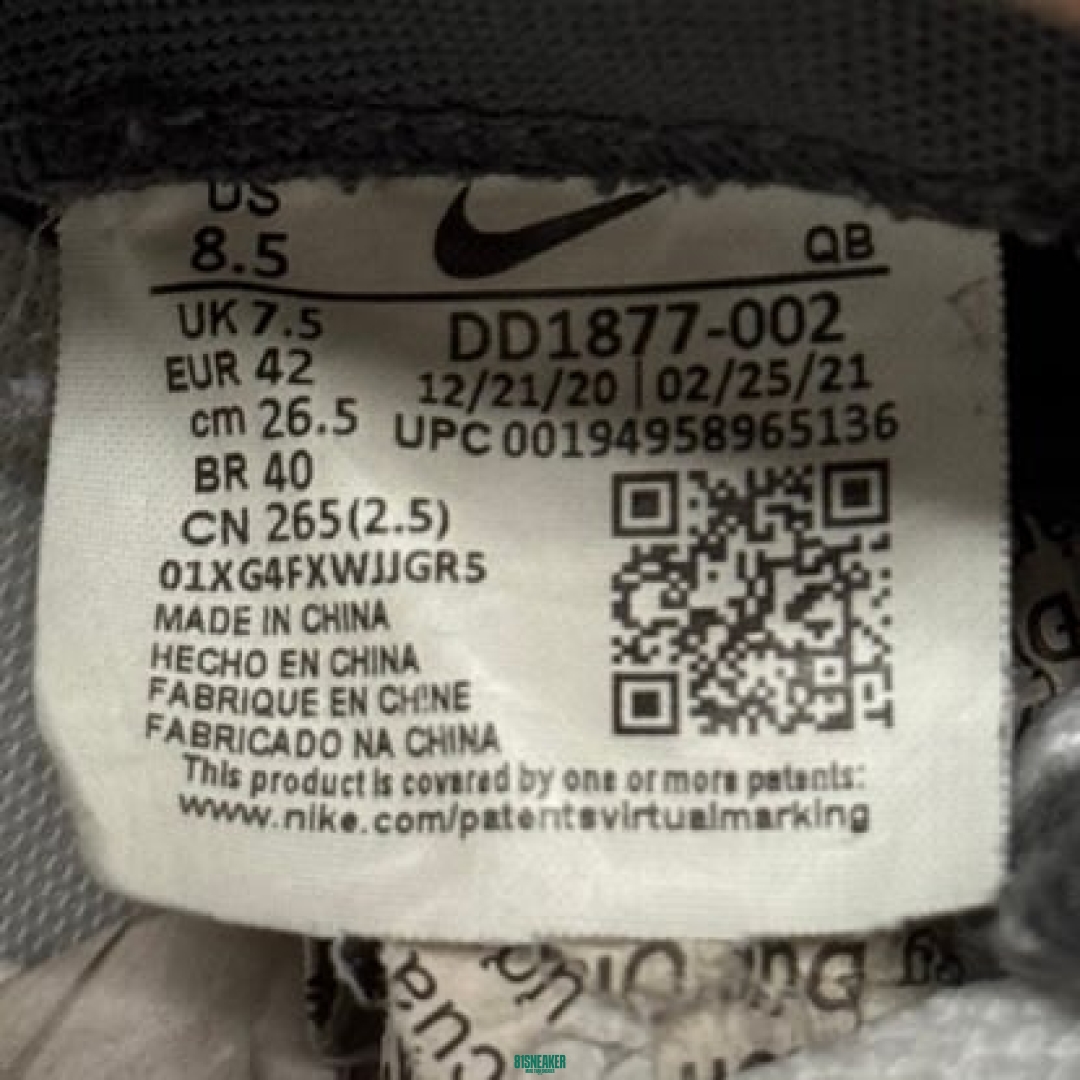 US
8.5
QB
UK 7.5
EUR 42
cm 26.5
BR 40
CN 265(2.5)
01XG4FXWJJGR5
DD1877-002
12/21/20 | 02/25/21
UPC 00194958965136
MADE IN CHINA
HECHO EN CHINA
FABRIQUE EN CHINE
FABRICADO NA CHINA
This product is covered by one or more patents:
www.nike.com/patentsvirtualmarking
81SNEAKER